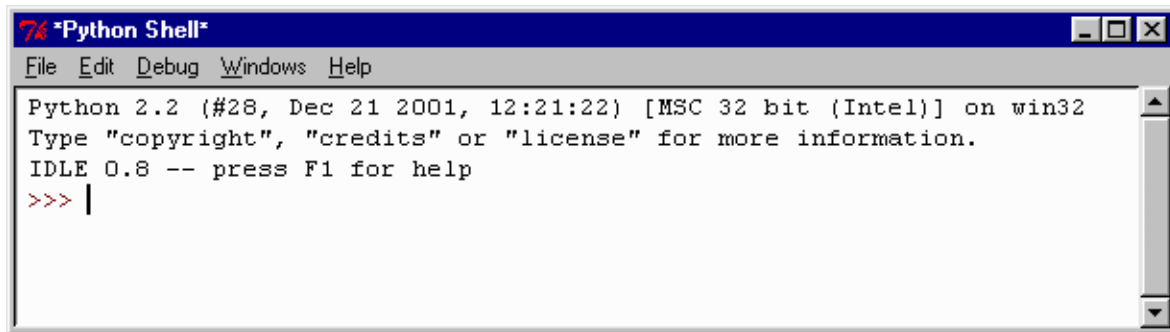 *Python Shell*
File Edit Debug Windows Help
Python 2.2 (#28, Dec 21 2001, 12:21:22) [MSC 32 bit (Intel)] on win32
Type "copyright", "credits" or "license" for more information.
IDLE 0.8 -- press F1 for help
>>>